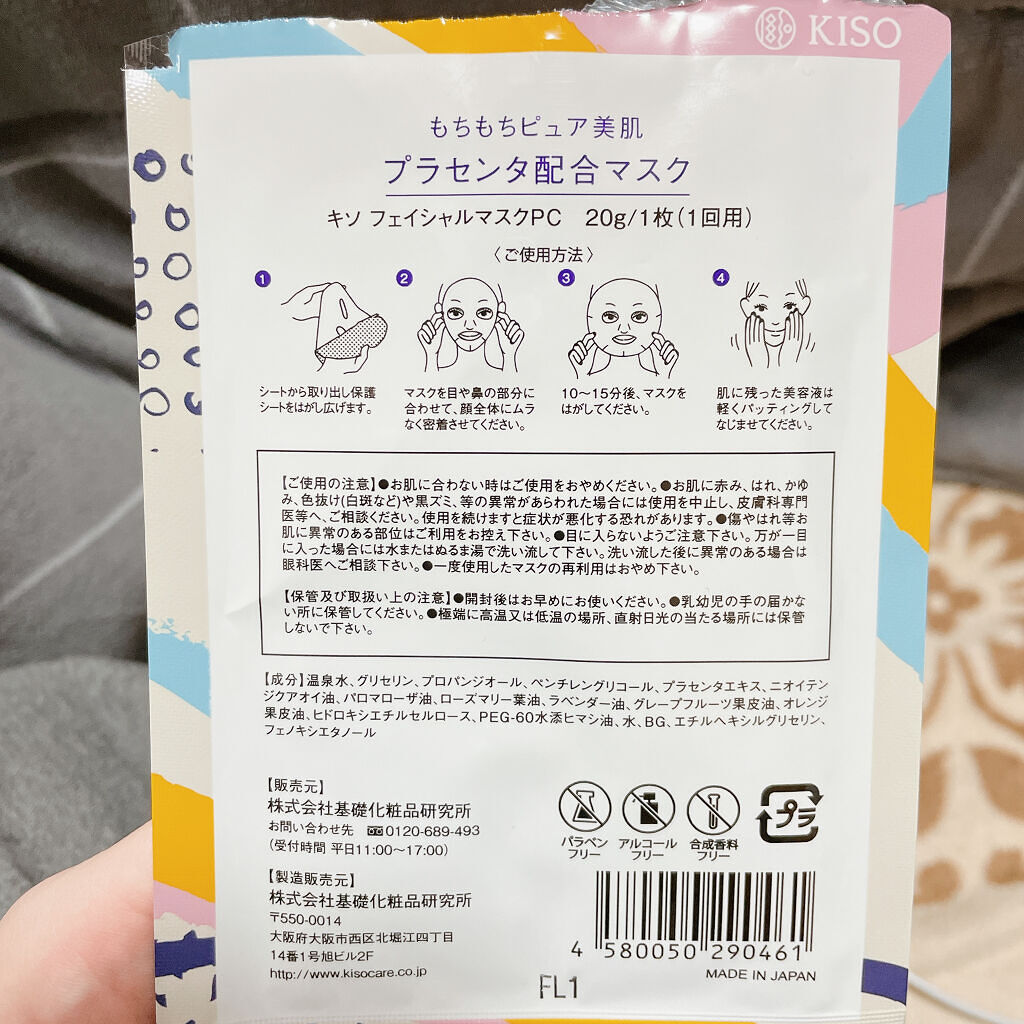 KISO
もちもちピュア美肌
プラセンタ配合マスク
キソ フェイシャルマスクPC 20g/1枚(1回用)
〈ご使用方法〉
1
シートから取り出し保護
シートをはがし広げます。
2
マスクを目や鼻の部分に
合わせて、顔全体にムラ
なく密着させてください。
3
10〜15分後、マスクを
はがしてください。
4
肌に残った美容液は
軽くパッティングして
なじませてください。
【ご使用の注意】●お肌に合わない時はご使用をおやめください。●お肌に赤み、はれ、かゆ
み、色抜け(白斑など)や黒ズミ、等の異常があらわれた場合には使用を中止し、皮膚科専門
医等へ、ご相談ください。使用を続けますと症状が悪化する恐れがあります。●傷やはれ等お
肌に異常のある部位はご利用をお控え下さい。●目に入らないようご注意下さい。万が一目
に入った場合には水またはぬるま湯で洗い流して下さい。洗い流した後に異常のある場合は
眼科医へご相談下さい。●一度使用したマスクの再利用はおやめ下さい。
【保管及び取扱い上の注意】●開封後はお早めにお使いください。●乳幼児の手の届かな
い所に保管してください。●極端に高温又は低温の場所、直射日光の当たる場所には保管
しないで下さい。
【成分】温泉水、グリセリン、プロパンジオール、ペンチレングリコール、プラセンタエキス、ニオイテン
ジクアオイ油、パロマローザ油、ローズマリー葉油、ラベンダー油、グレープフルーツ果皮油、オレンジ
果皮油、ヒドロキシエチルセルロース、PEG-60水添ヒマシ油、水、BG、エチルヘキシルグリセリン、
フェノキシエタノール
【販売元】
株式会社基礎化粧品研究所
お問い合わせ先 0120-689-493
(受付時間 平日11:00〜17:00)
【製造販売元】
株式会社基礎化粧品研究所
〒550-0014
大阪府大阪市西区北堀江四丁目
14番1号旭ビル2F
http://www.kisocare.co.jp
パラベン
フリー
アルコール
フリー
合成香料
フリー
プラ
4 580050 290461
MADE IN JAPAN
FL1